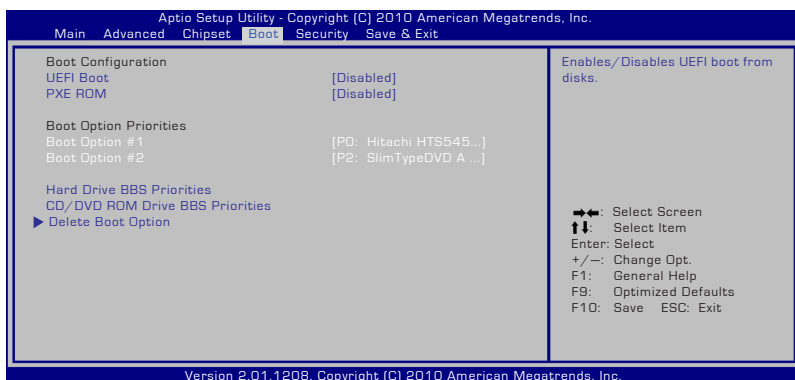 Aptio Setup Utility - Copyright (C) 2010 American Megatrends, Inc.
Main Advanced Chipset Boot Security Save & Exit
Boot Configuration
UEFI Boot [Disabled]
PXE ROM [Disabled]
Boot Option Priorities
Boot Option #1 [P0: Hitachi HTS545...]
Boot Option #2 [P2: SlimTypeDVD A ...]
Hard Drive BBS Priorities
CD/DVD ROM Drive BBS Priorities
Delete Boot Option
Enables/Disables UEFI boot from
disks.
→←: Select Screen
↑↓: Select Item
Enter: Select
+/—: Change Opt.
F1: General Help
F9: Optimized Defaults
F10: Save ESC: Exit
Version 2.01.1208. Copyright (C) 2010 American Megatrends, Inc.